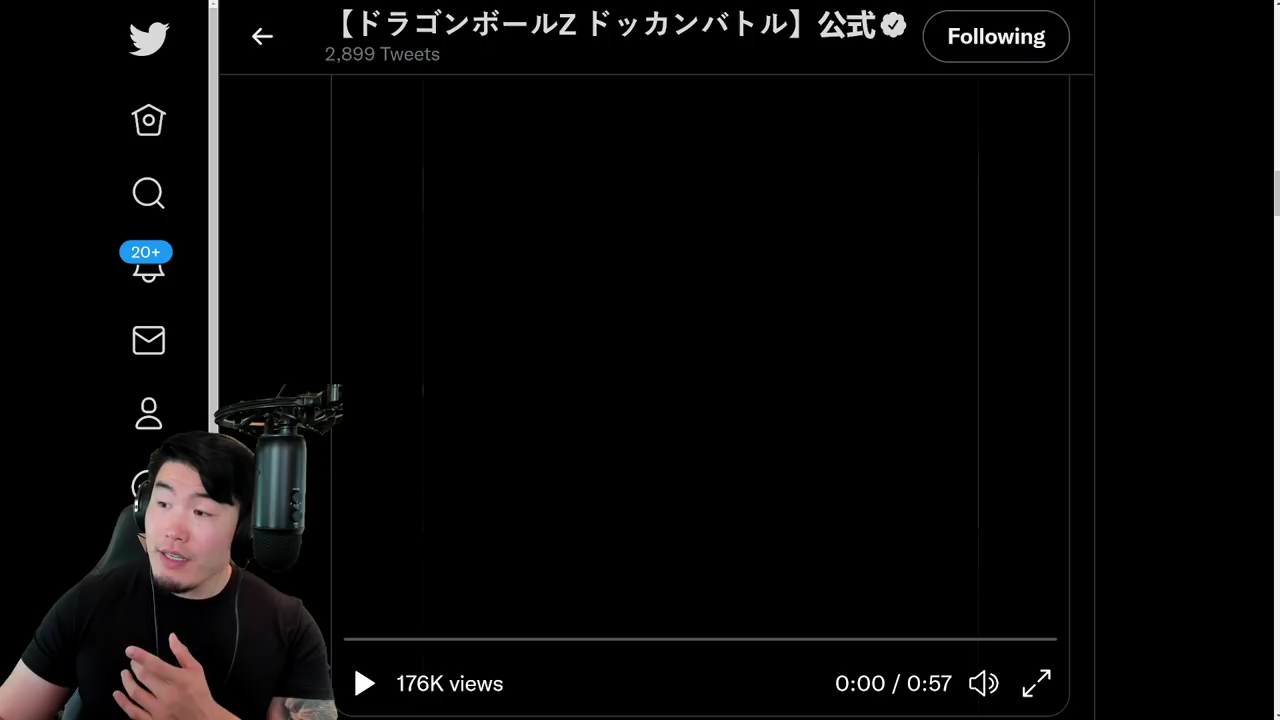 【ドラゴンボールZ ドッカンバトル】公式
2,899 Tweets
Following
20+
176K views
0:00 / 0:57